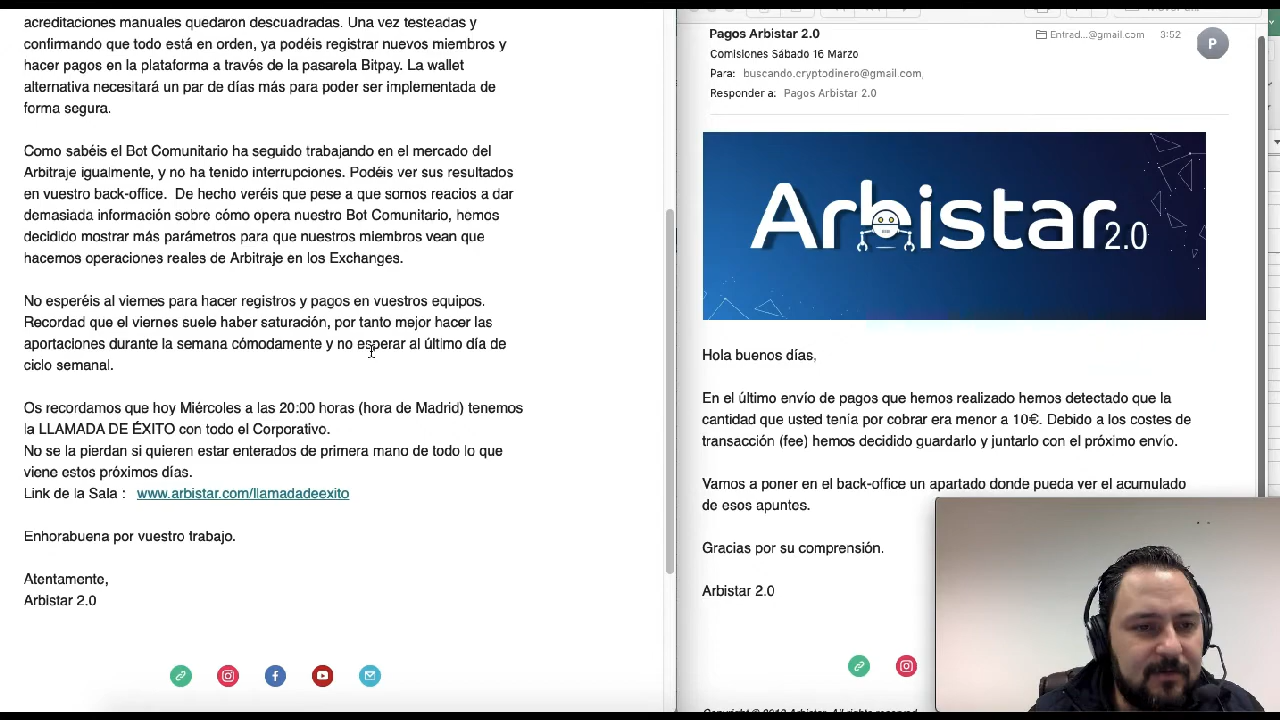 acreditaciones manuales quedaron descuadradas. Una vez testeadas y
confirmando que todo está en orden, ya podéis registrar nuevos miembros y
hacer pagos en la plataforma a través de la pasarela Bitpay. La wallet
alternativa necesitará un par de días más para poder ser implementada de
forma segura.
Como sabéis el Bot Comunitario ha seguido trabajando en el mercado del
Arbitraje igualmente, y no ha tenido interrupciones. Podéis ver sus resultados
en vuestro back-office. De hecho veréis que pese a que somos reacios a dar
demasiada información sobre cómo opera nuestro Bot Comunitario, hemos
decidido mostrar más parámetros para que nuestros miembros vean que
hacemos operaciones reales de Arbitraje en los Exchanges.
No esperéis al viernes para hacer registros y pagos en vuestros equipos.
Recordad que el viernes suele haber saturación, por tanto mejor hacer las
aportaciones durante la semana cómodamente y no esperar al último día de
ciclo semanal.
Os recordamos que hoy Miércoles a las 20:00 horas (hora de Madrid) tenemos
la LLAMADA DE ÉXITO con todo el Corporativo.
No se la pierdan si quieren estar enterados de primera mano de todo lo que
viene estos próximos días.
Link de la Sala : www.arbistar.com/llamadadeexito
Enhorabuena por vuestro trabajo.
Atentamente,
Arbistar 2.0
Pagos Arbistar 2.0
Entrad...@gmail.com 3:52
P
Comisiones Sábado 16 Marzo
Para: buscando.cryptodinero@gmail.com,
Responder a: Pagos Arbistar 2.0
Arbistar 2.0
Hola buenos días,
En el último envío de pagos que hemos realizado hemos detectado que la
cantidad que usted tenía por cobrar era menor a 10€. Debido a los costes de
transacción (fee) hemos decidido guardarlo y juntarlo con el próximo envío.
Vamos a poner en el back-office un apartado donde pueda ver el acumulado
de esos apuntes.
Gracias por su comprensión.
Arbistar 2.0